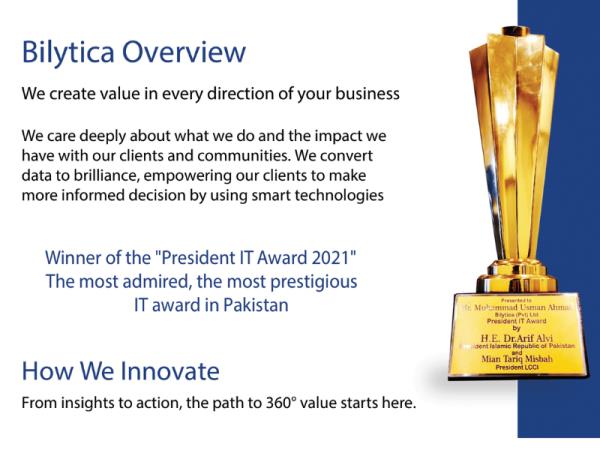 Bilytica Overview
We create value in every direction of your business
We care deeply about what we do and the impact we
have with our clients and communities. We convert
data to brilliance, empowering our clients to make
more informed decision by using smart technologies
Winner of the "President IT Award 2021"
The most admired, the most prestigious
IT award in Pakistan
Presented to
Mr. Mohammad Usman Ahmad
Bilytica (Pvt) Ltd
President IT Award
by
H.E. Dr.Arif Alvi
President Islamic Republic of Pakistan
and
Mian Tariq Misbah
President LCCI
How We Innovate
From insights to action, the path to 360° value starts here.